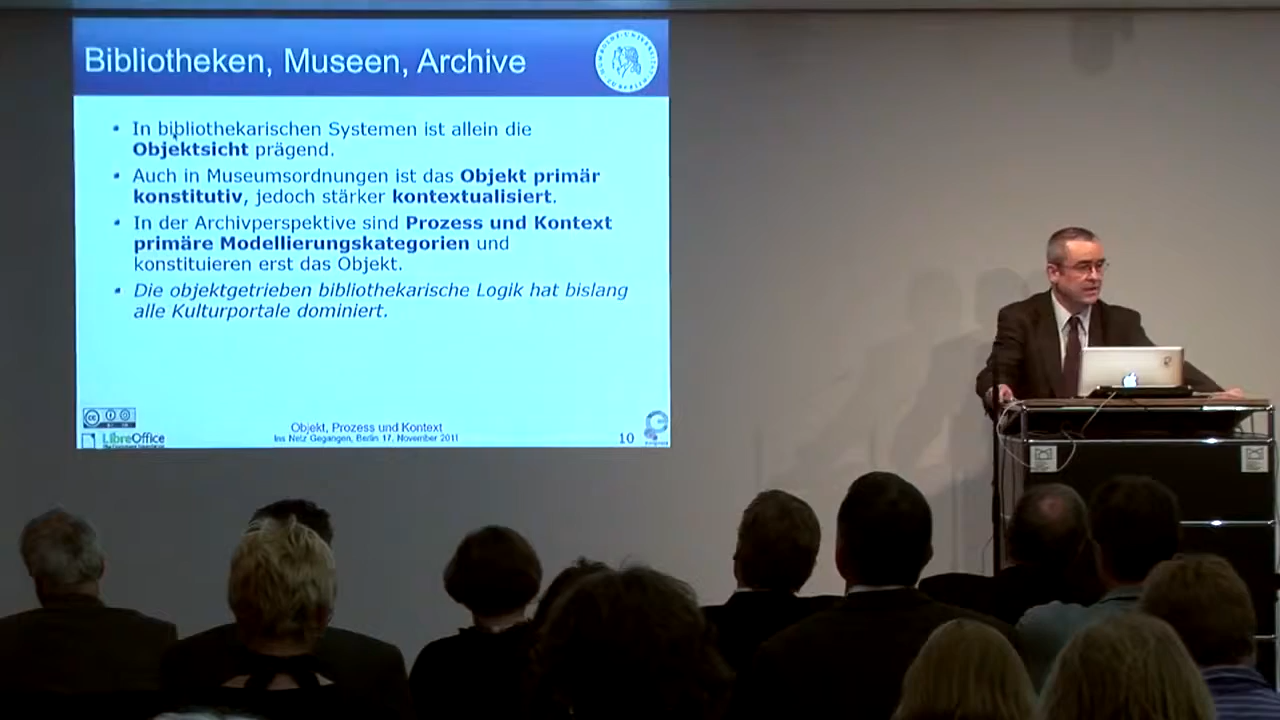 Bibliotheken, Museen, Archive
• In bibliothekarischen Systemen ist allein die
Objektsicht prägend.
• Auch in Museumsordnungen ist das Objekt primär
konstitutiv, jedoch stärker kontextualisiert.
• In der Archivperspektive sind Prozess und Kontext
primäre Modellierungskategorien und
konstituieren erst das Objekt.
• Die objektgetrieben bibliothekarische Logik hat bislang
alle Kulturportale dominiert.
Objekt, Prozess und Kontext
Ins Netz Gegangen, Berlin 17. November 2011
10
cc
LibreOffice